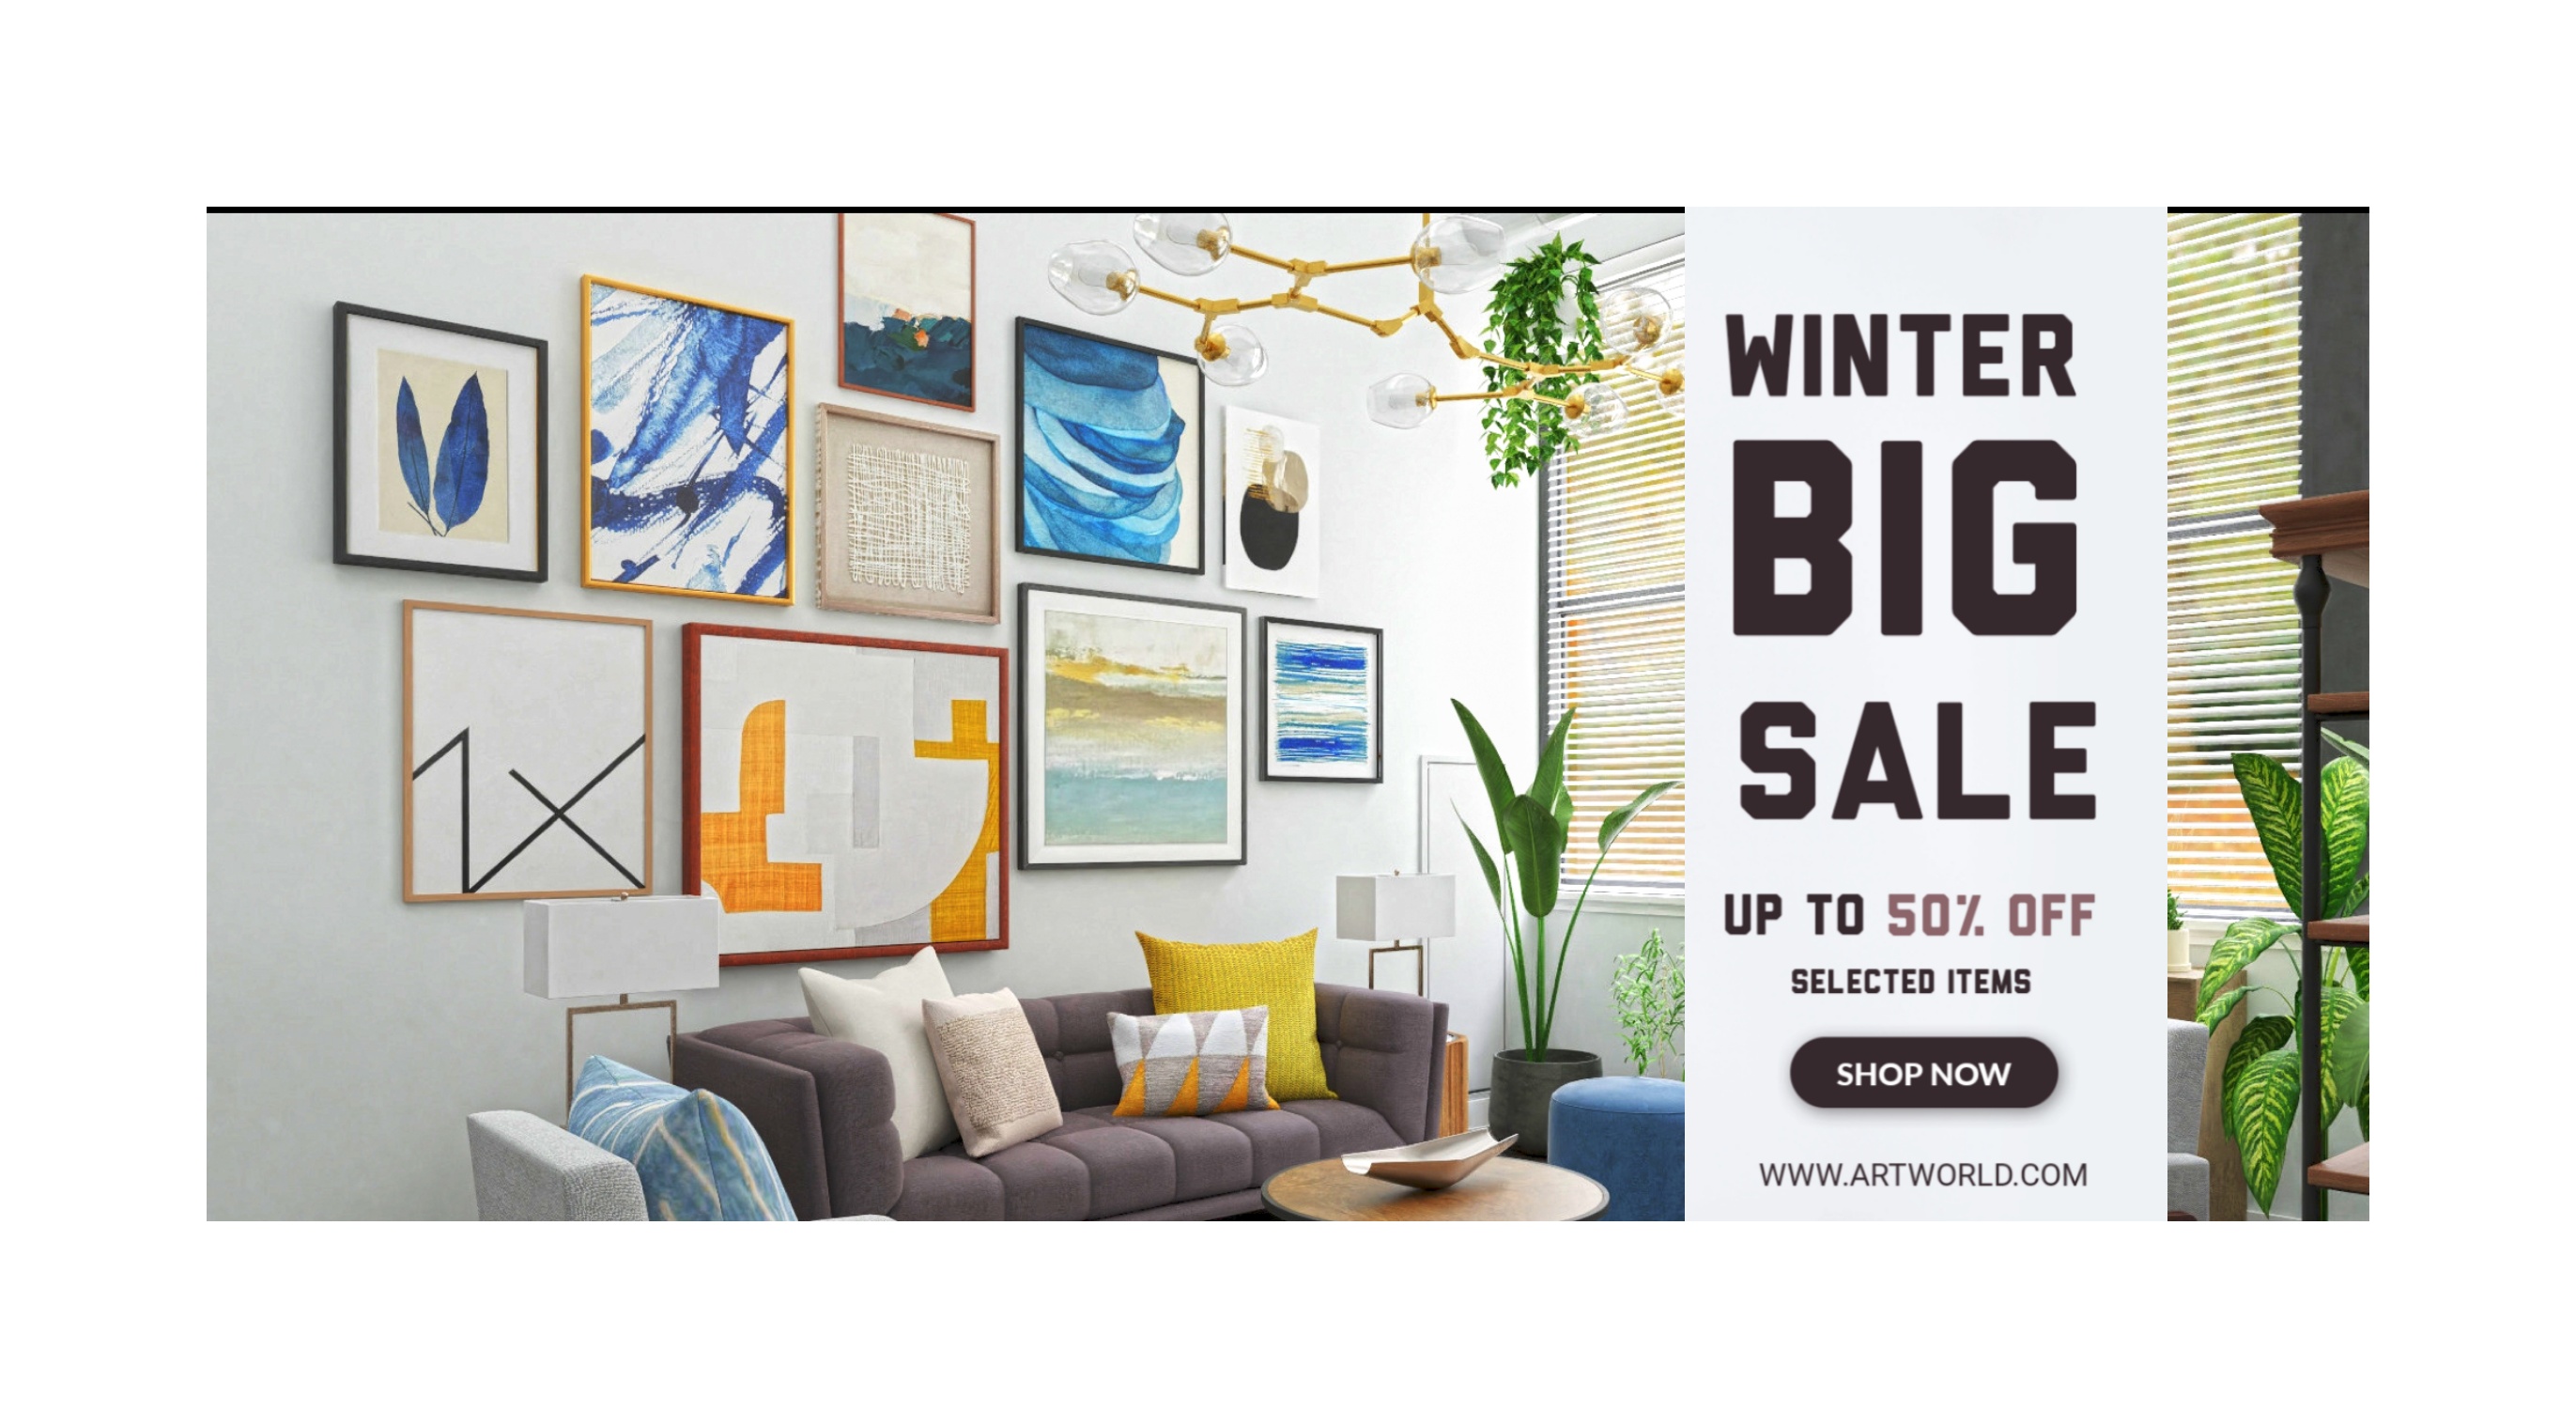 WINTER
BIG
SALE
UP TO 50% OFF
SELECTED ITEMS
SHOP NOW
WWW.ARTWORLD.COM